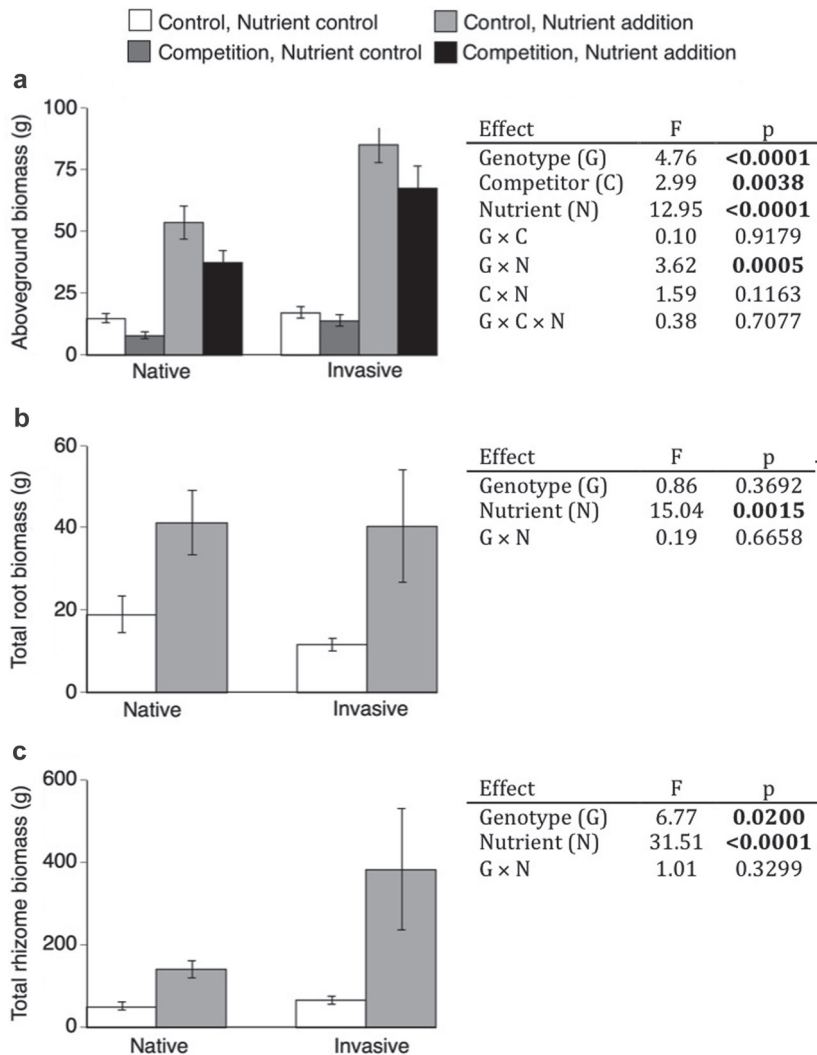 Control, Nutrient control Control, Nutrient addition
Competition, Nutrient control Competition, Nutrient addition
a
Aboveground biomass (g)
100
75
50
25
0
Native Invasive
Effect F p
Genotype (G) 4.76 <0.0001
Competitor (C) 2.99 0.0038
Nutrient (N) 12.95 <0.0001
G × C 0.10 0.9179
G × N 3.62 0.0005
C × N 1.59 0.1163
G × C × N 0.38 0.7077
b
Total root biomass (g)
60
40
20
0
Native Invasive
Effect F p
Genotype (G) 0.86 0.3692
Nutrient (N) 15.04 0.0015
G × N 0.19 0.6658
c
Total rhizome biomass (g)
600
400
200
0
Native Invasive
Effect F p
Genotype (G) 6.77 0.0200
Nutrient (N) 31.51 <0.0001
G × N 1.01 0.3299